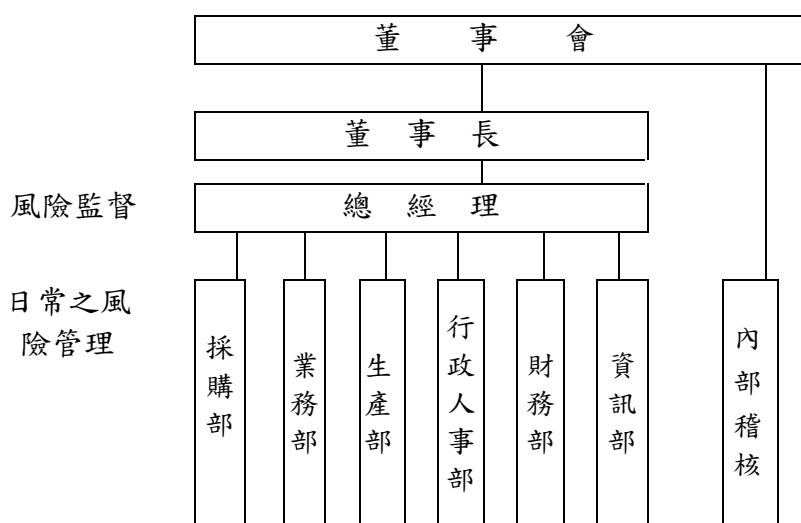 董事會
董事長
風險監督
總經理
日常之風
險管理
採購部
業務部
生產部
行政人事部
財務部
資訊部
內部稽核